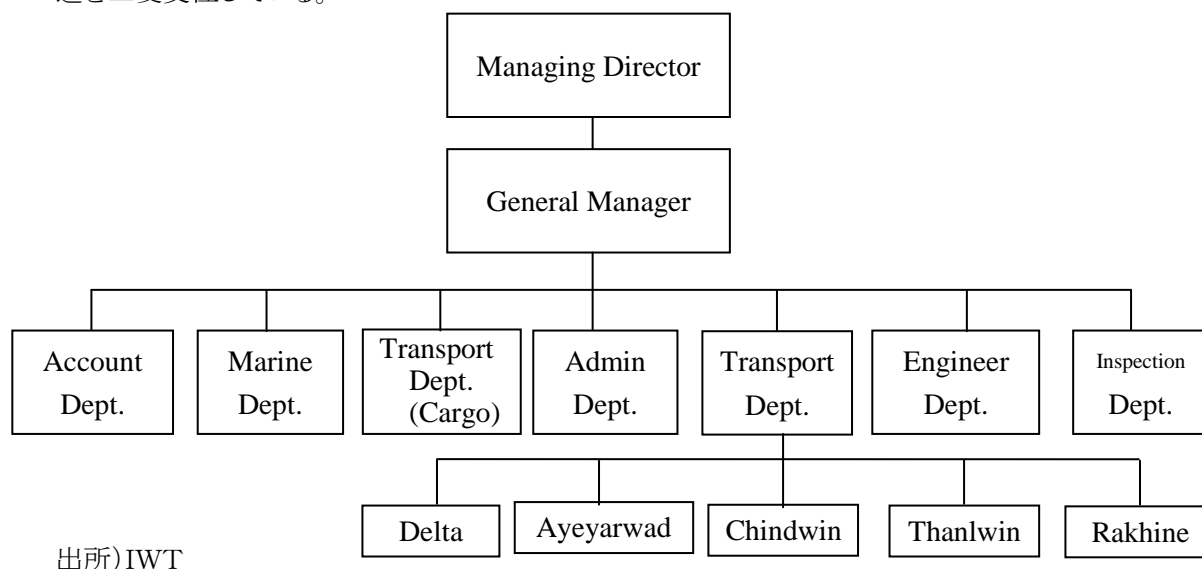 Managing Director
General Manager
Account
Dept.
Marine
Dept.
Transport
Dept.
(Cargo)
Admin
Dept.
Transport
Dept.
Engineer
Dept.
Inspection
Dept.
Delta
Ayeyarwad
Chindwin
Thanlwin
Rakhine
出所)IWT